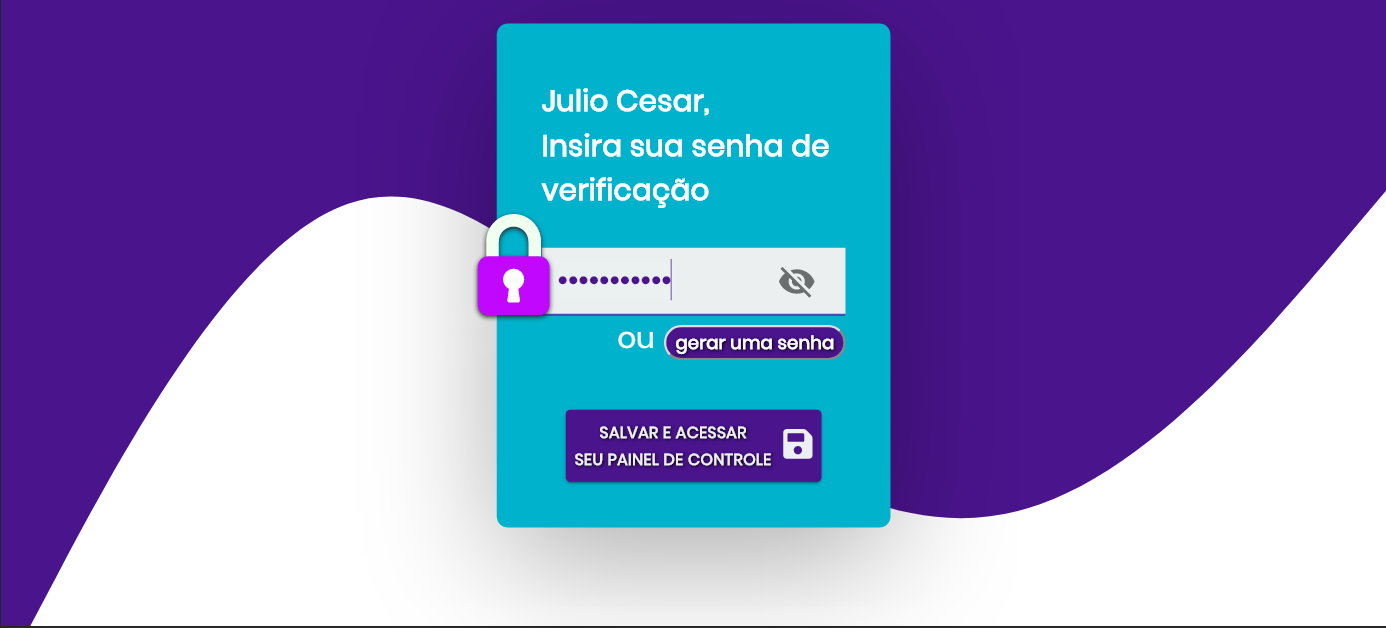 Julio Cesar,
Insira sua senha de
verificação
•••••••••••
ou gerar uma senha
SALVAR E ACESSAR
SEU PAINEL DE CONTROLE